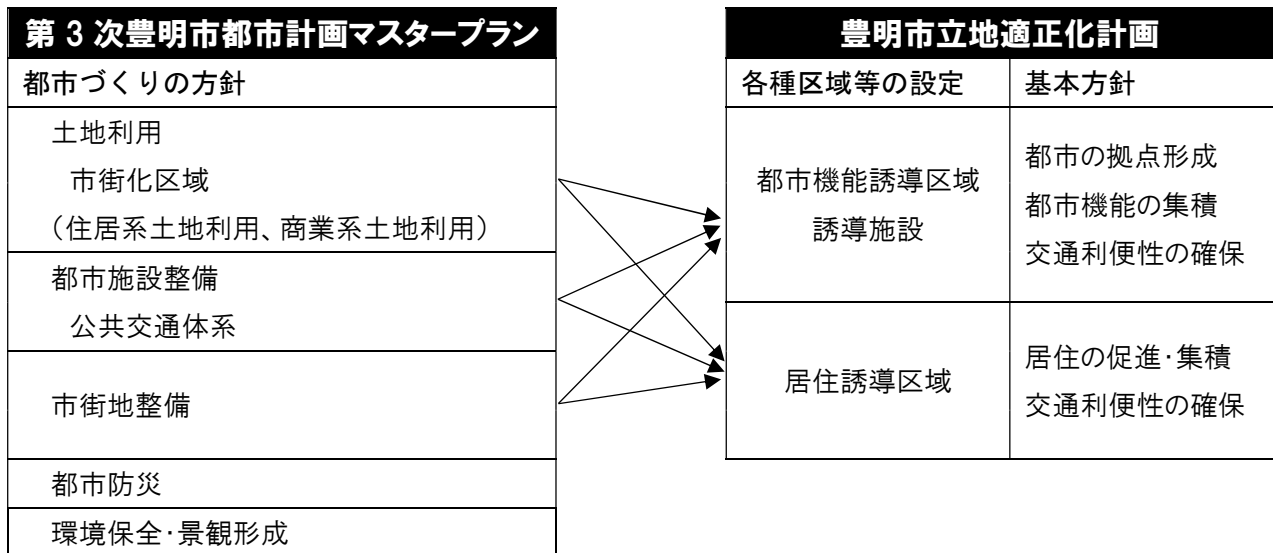 第 3 次豊明市都市計画マスタープラン
都市づくりの方針
土地利用
市街化区域
（住居系土地利用、商業系土地利用）
都市施設整備
公共交通体系
市街地整備
都市防災
環境保全･景観形成
豊明市立地適正化計画
各種区域等の設定
基本方針
都市機能誘導区域
誘導施設
都市の拠点形成
都市機能の集積
交通利便性の確保
居住誘導区域
居住の促進･集積
交通利便性の確保